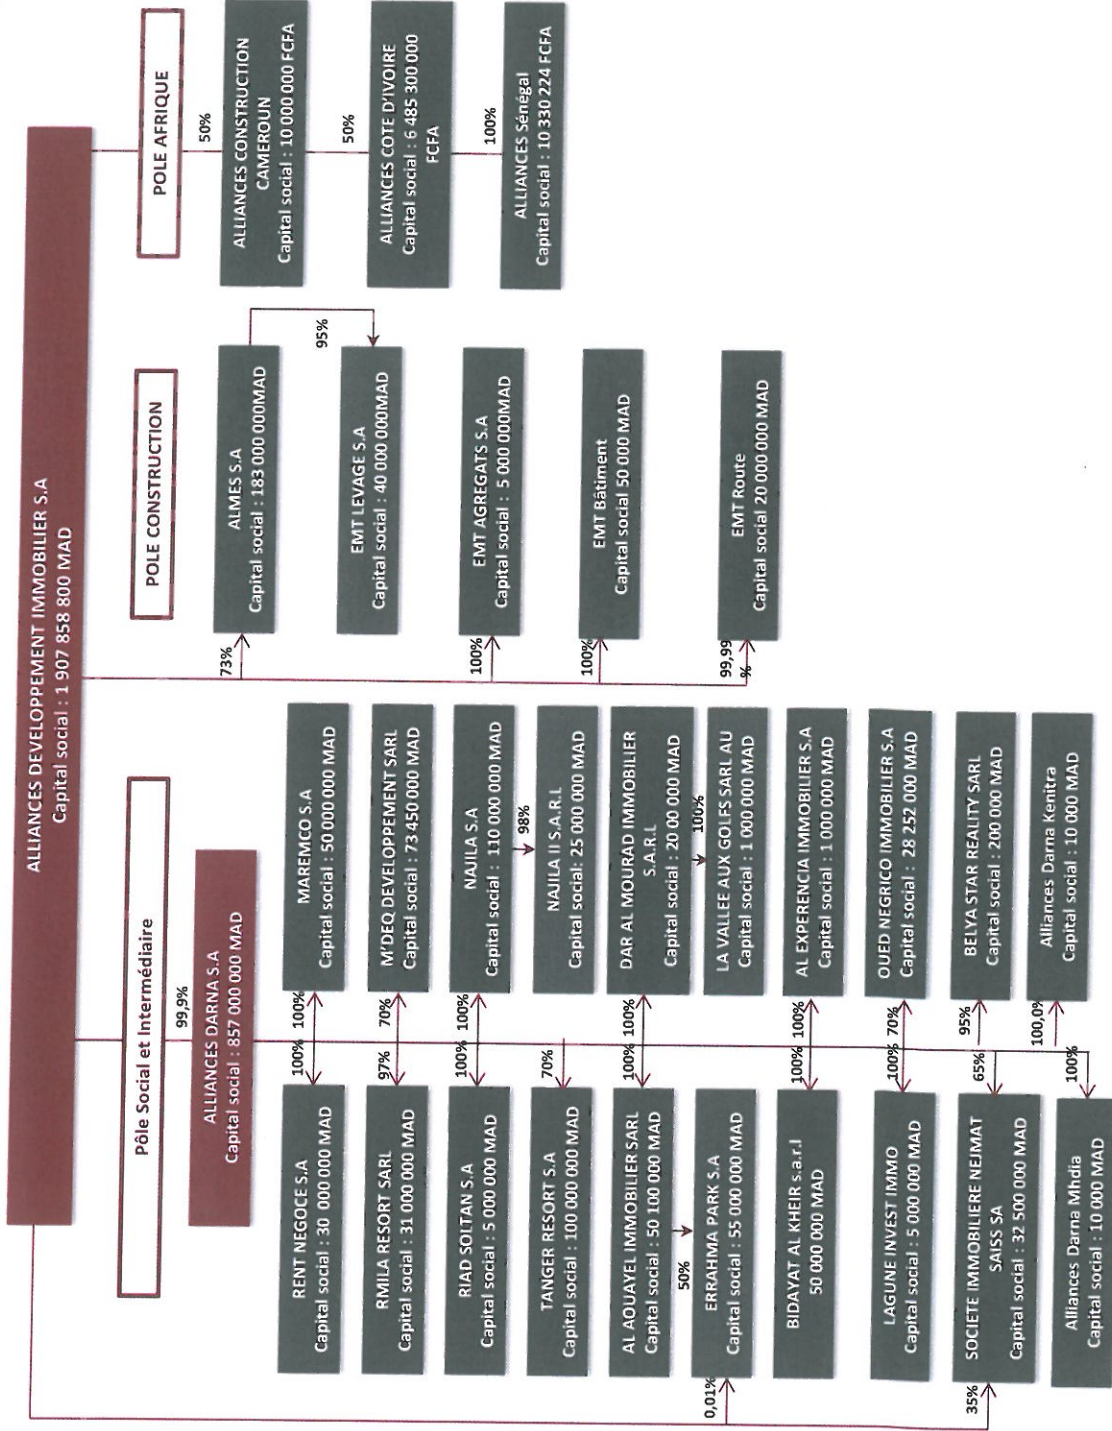 ALLIANCES DEVELOPPEMENT IMMOBILIER S.A
Capital social : 1 907 858 800 MAD
Pôle Social et Intermédiaire
99,9%
ALLIANCES DARNA S.A
Capital social : 857 000 000 MAD
RENT NEGOCE S.A
Capital social : 30 000 000 MAD
100%
100%
MAREMCO S.A
Capital social : 50 000 000 MAD
RMILA RESORT SARL
Capital social : 31 000 000 MAD
97%
70%
M'DEQ DEVELOPPEMENT SARL
Capital social : 73 450 000 MAD
RIAD SOLTAN S.A
Capital social : 5 000 000 MAD
100%
100%
NAJILA S.A
Capital social : 110 000 000 MAD
98%
TANGER RESORT S.A
Capital social : 100 000 000 MAD
70%
NAJILA II S.A.R.L
Capital social: 25 000 000 MAD
AL AOUAYEL IMMOBILIER SARL
Capital social : 50 100 000 MAD
100%
100%
DAR AL MOURAD IMMOBILIER
S.A.R.L
Capital social : 20 00 000 MAD
50%
100%
0,01%
ERRAHMA PARK S.A
Capital social : 55 000 000 MAD
LA VALLEE AUX GOLFES SARL AU
Capital social : 1 000 000 MAD
BIDAYAT AL KHEIR s.a.r.l
50 000 000 MAD
100%
100%
AL EXPERENCIA IMMOBILIER S.A
Capital social : 1 000 000 MAD
LAGUNE INVEST IMMO
Capital social : 5 000 000 MAD
100%
70%
OUED NEGRICO IMMOBILIER S.A
Capital social : 28 252 000 MAD
35%
SOCIETE IMMOBILIERE NEJMAT
SAISS SA
Capital social : 32 500 000 MAD
65%
95%
BELYA STAR REALITY SARL
Capital social : 200 000 MAD
Alliances Darna Mhdia
Capital social : 10 000 MAD
100%
100,0%
Alliances Darna Kenitra
Capital social : 10 000 MAD
POLE CONSTRUCTION
73%
ALMES S.A
Capital social : 183 000 000MAD
95%
EMT LEVAGE S.A
Capital social : 40 000 000MAD
100%
EMT AGREGATS S.A
Capital social : 5 000 000MAD
100%
EMT Bâtiment
Capital social 50 000 MAD
99,99
%
EMT Route
Capital social 20 000 000 MAD
POLE AFRIQUE
50%
ALLIANCES CONSTRUCTION
CAMEROUN
Capital social : 10 000 000 FCFA
50%
ALLIANCES COTE D'IVOIRE
Capital social : 6 485 300 000
FCFA
100%
ALLIANCES Sénégal
Capital social : 10 330 224 FCFA